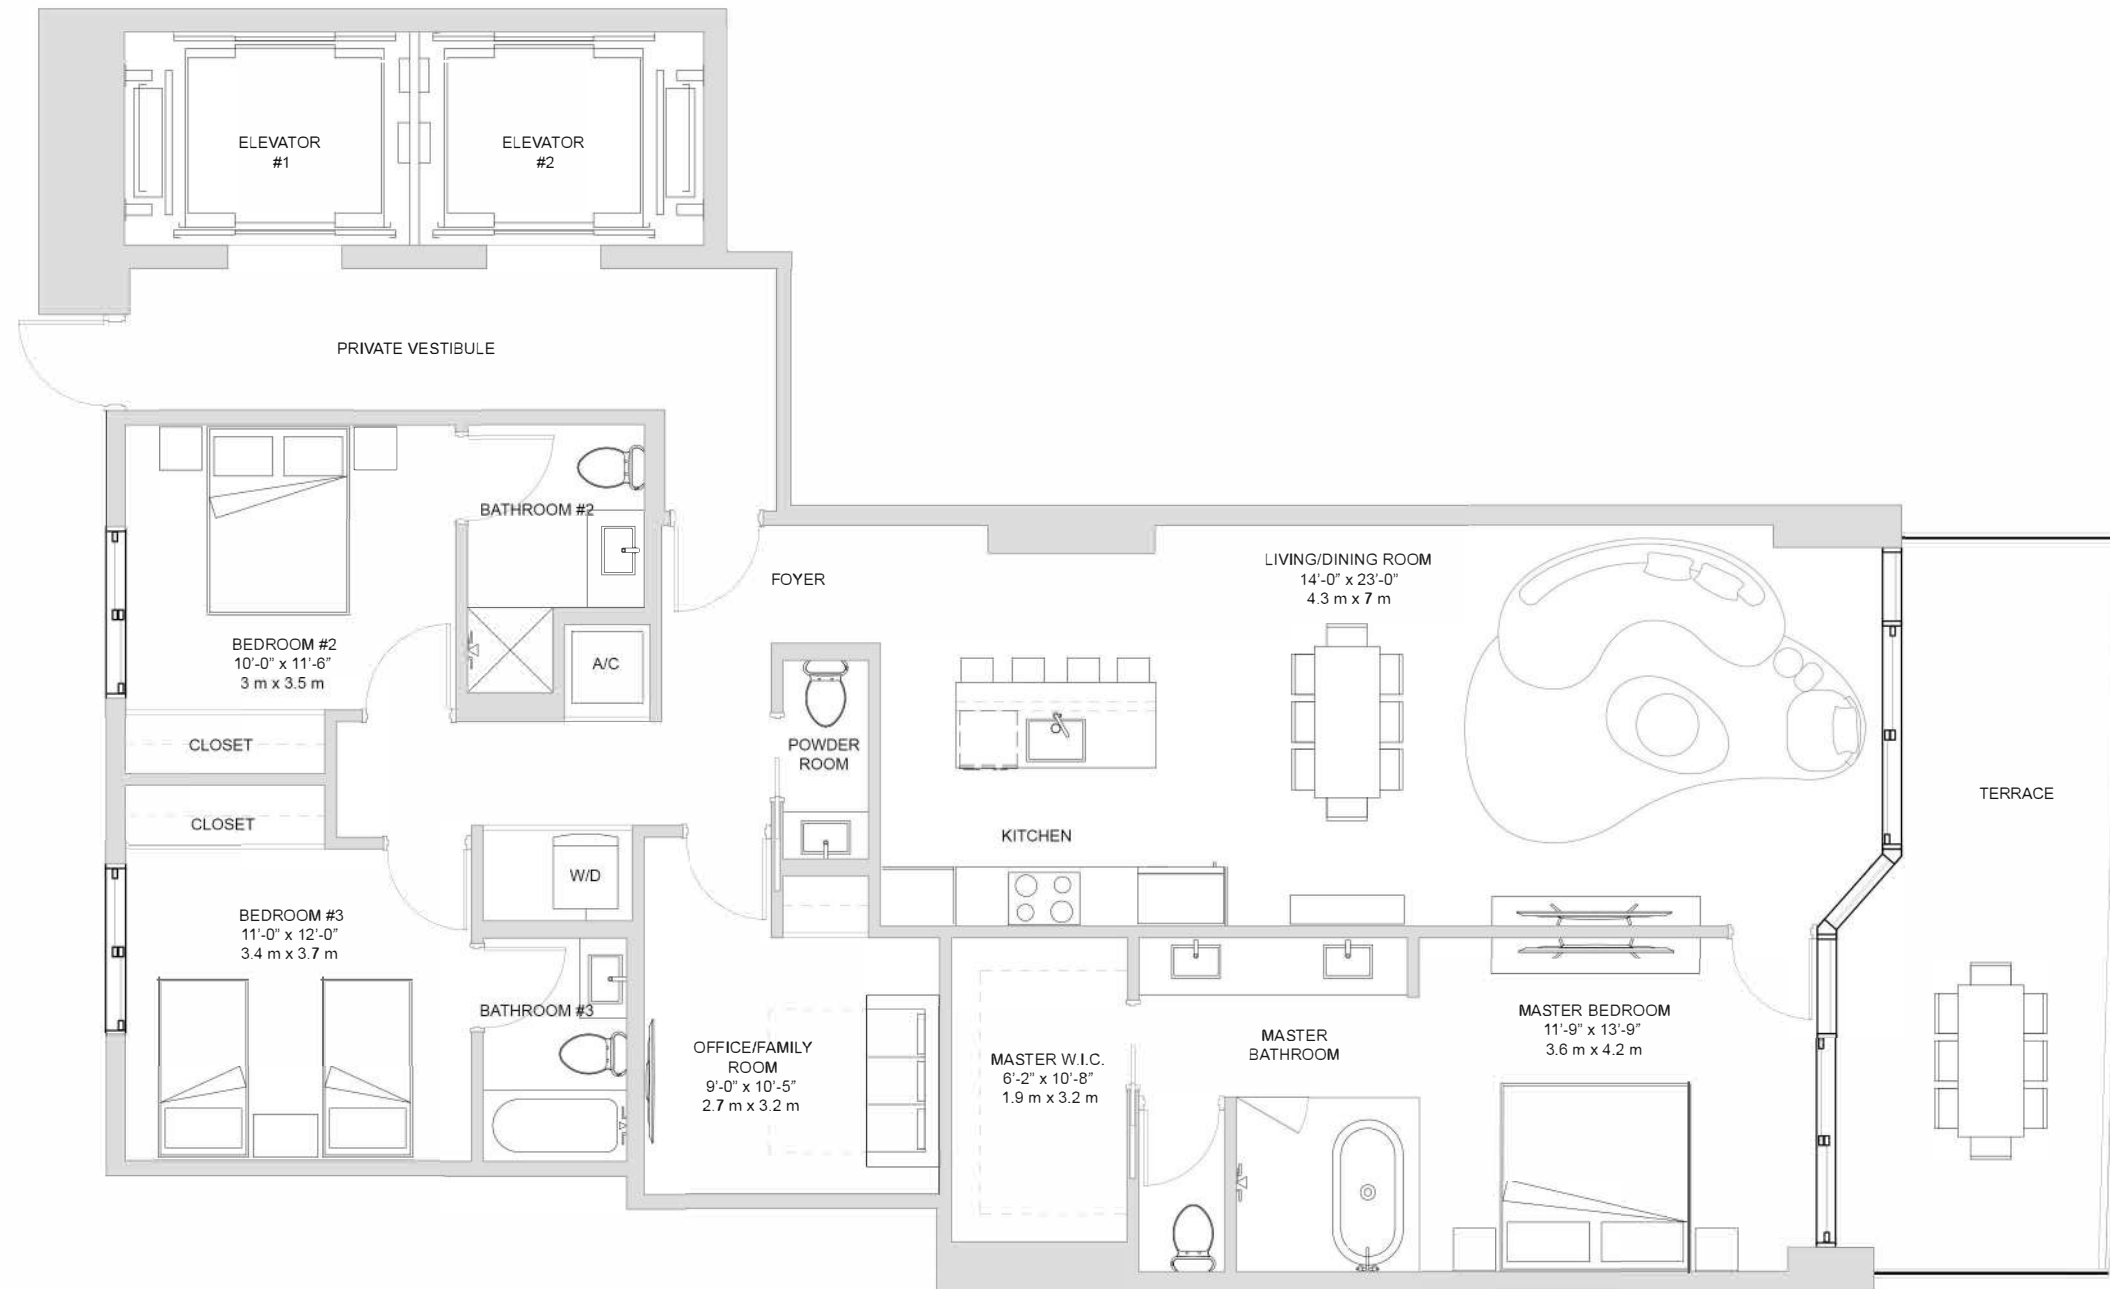 ELEVATOR
#1
ELEVATOR
#2
PRIVATE VESTIBULE
BATHROOM #2
FOYER
LIVING/DINING ROOM
14'-0" x 23'-0"
4.3 m x 7 m
BEDROOM #2
10'-0" x 11'-6"
3 m x 3.5 m
A/C
CLOSET
POWDER
ROOM
TERRACE
CLOSET
KITCHEN
W/D
BEDROOM #3
11'-0" x 12'-0"
3.4 m x 3.7 m
BATHROOM #3
OFFICE/FAMILY
ROOM
9'-0" x 10'-5"
2.7 m x 3.2 m
MASTER W.I.C.
6'-2" x 10'-8"
1.9 m x 3.2 m
MASTER
BATHROOM
MASTER BEDROOM
11'-9" x 13'-9"
3.6 m x 4.2 m